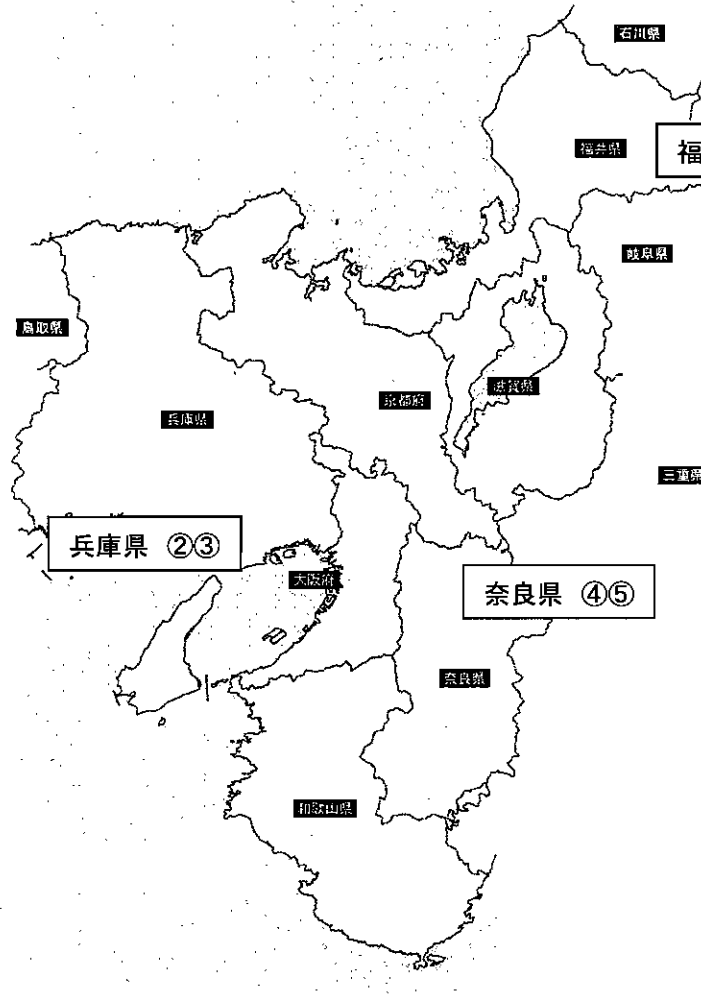 石川県
福井県
福
岐阜県
鳥取県
滋賀県
京都府
兵庫県
三重県
兵庫県 ②③
大阪府
奈良県 ④⑤
奈良県
和歌山県